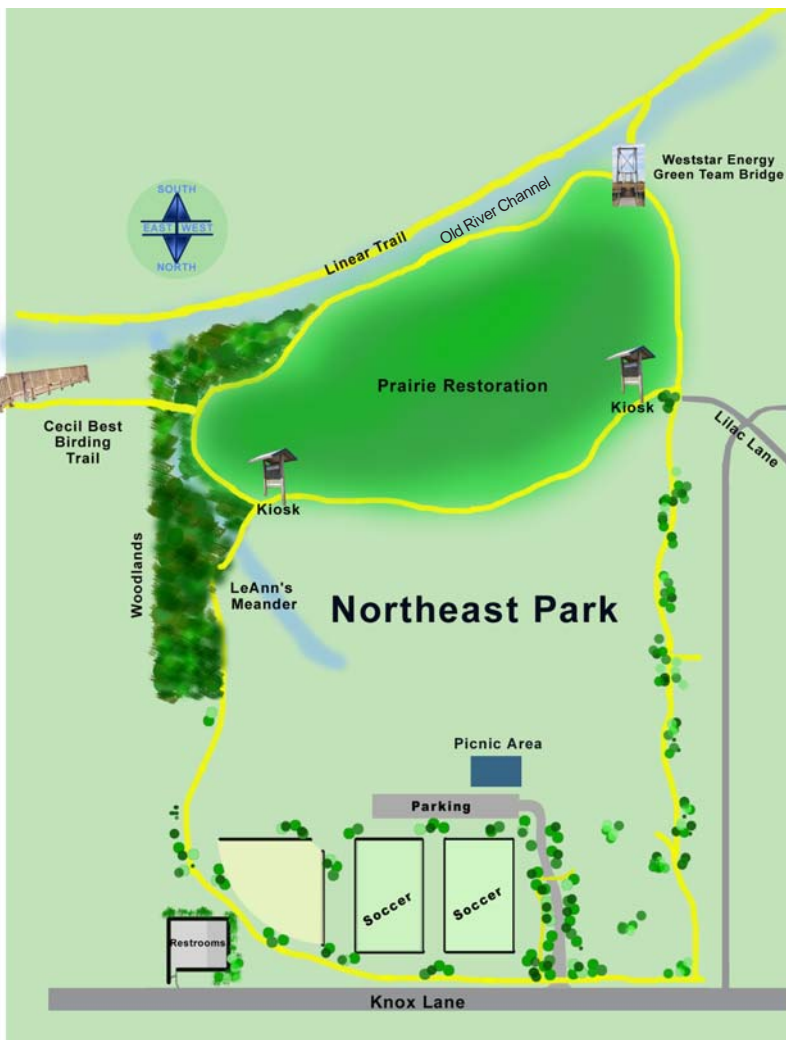 Weststar Energy
Green Team Bridge
SOUTH
EAST WEST
NORTH
Old River Channel
Linear Trail
Prairie Restoration
Kiosk
Lilac Lane
Cecil Best
Birding
Trail
Kiosk
Woodlands
LeAnn's
Meander
Northeast Park
Picnic Area
Parking
Soccer
Soccer
Restrooms
Knox Lane